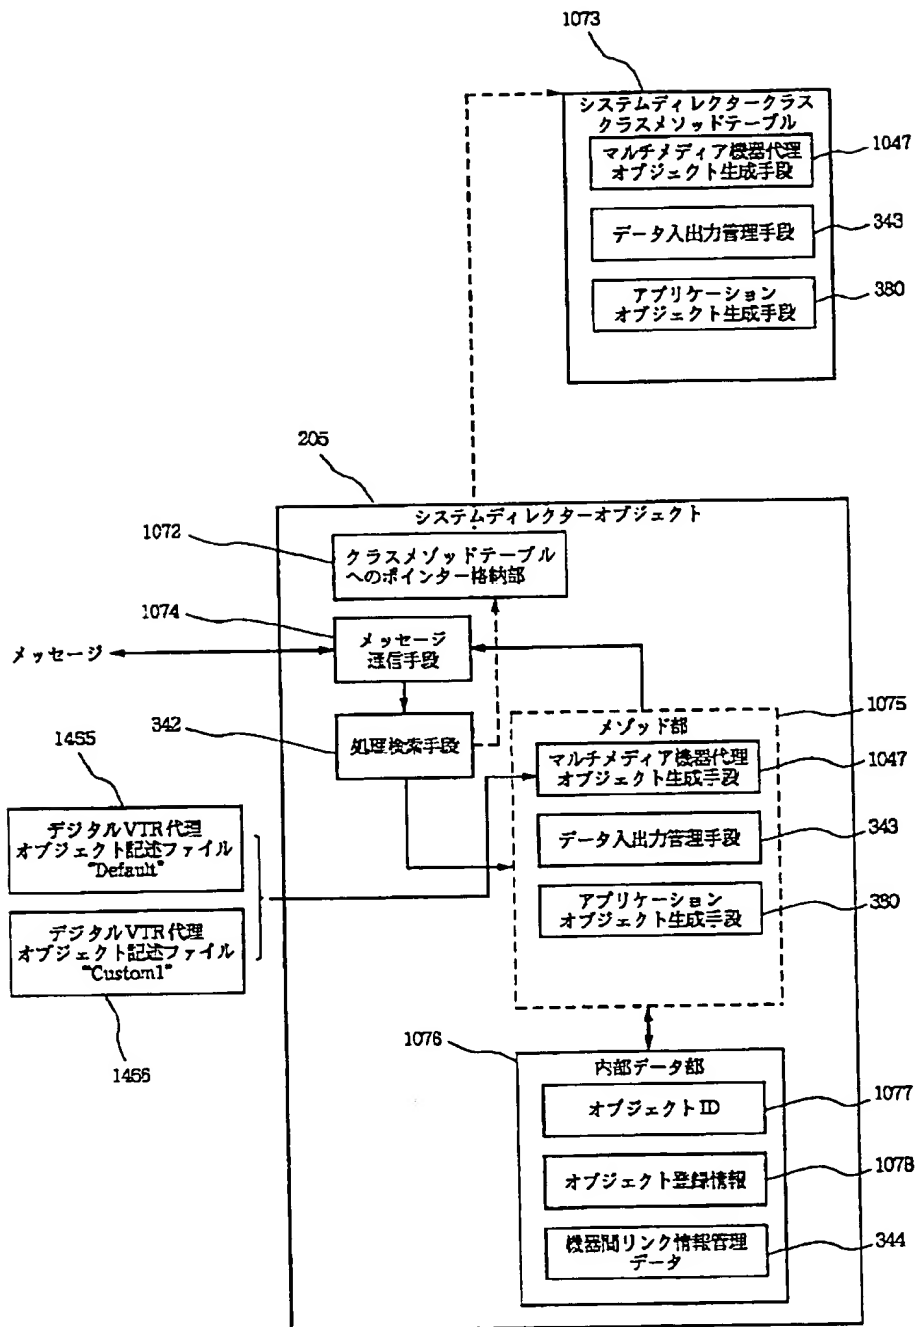 1073
システムディレクタークラス
クラスメソッドテーブル
マルチメディア機器代理
オブジェクト生成手段
1047
データ入出力管理手段
343
アプリケーション
オブジェクト生成手段
380
205
システムディレクターオブジェクト
1072
クラスメゾッドテーブル
へのポインター格納部
1074
メッセージ
メッセージ
通信手段
342
処理検索手段
1075
メゾッド部
マルチメディア機器代理
オブジェクト生成手段
1047
データ入出力管理手段
343
アプリケーション
オブジェクト生成手段
380
1455
デジタルVTR代理
オブジェクト記述ファイル
"Default"
デジタルVTR代理
オブジェクト記述ファイル
"Custom1"
1456
1076
内部データ部
オブジェクトID
1077
オブジェクト登録情報
1078
機器間リンク情報管理
データ
344